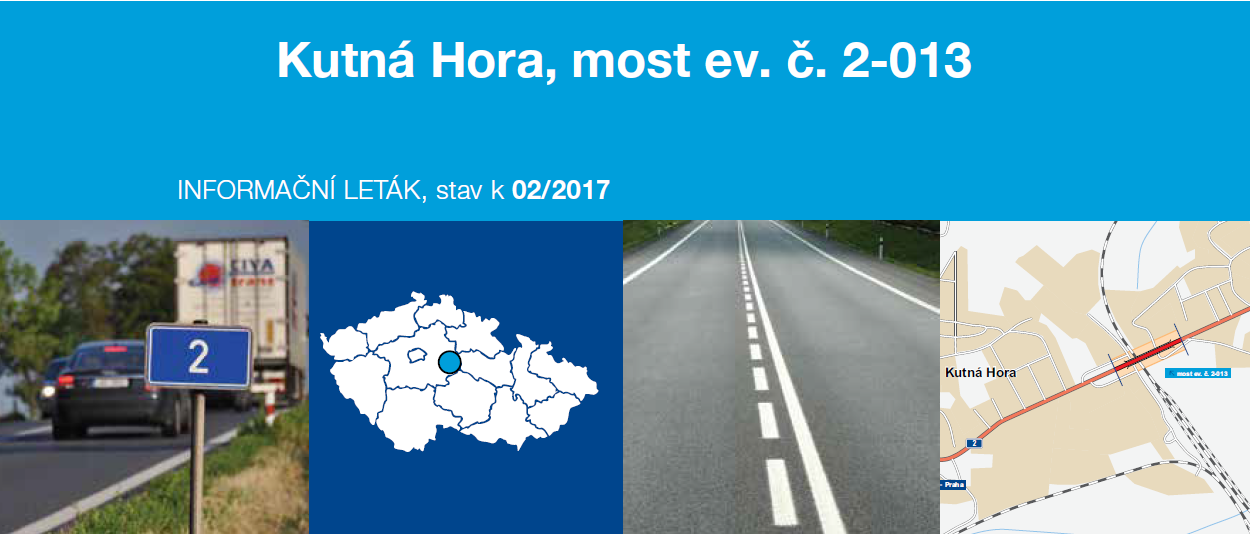 Kutná Hora, most ev. č. 2-013
INFORMAČNÍ LETÁK, stav k 02/2017
2
trans
Kutná Hora
most ev. č. 2-013
2
Praha